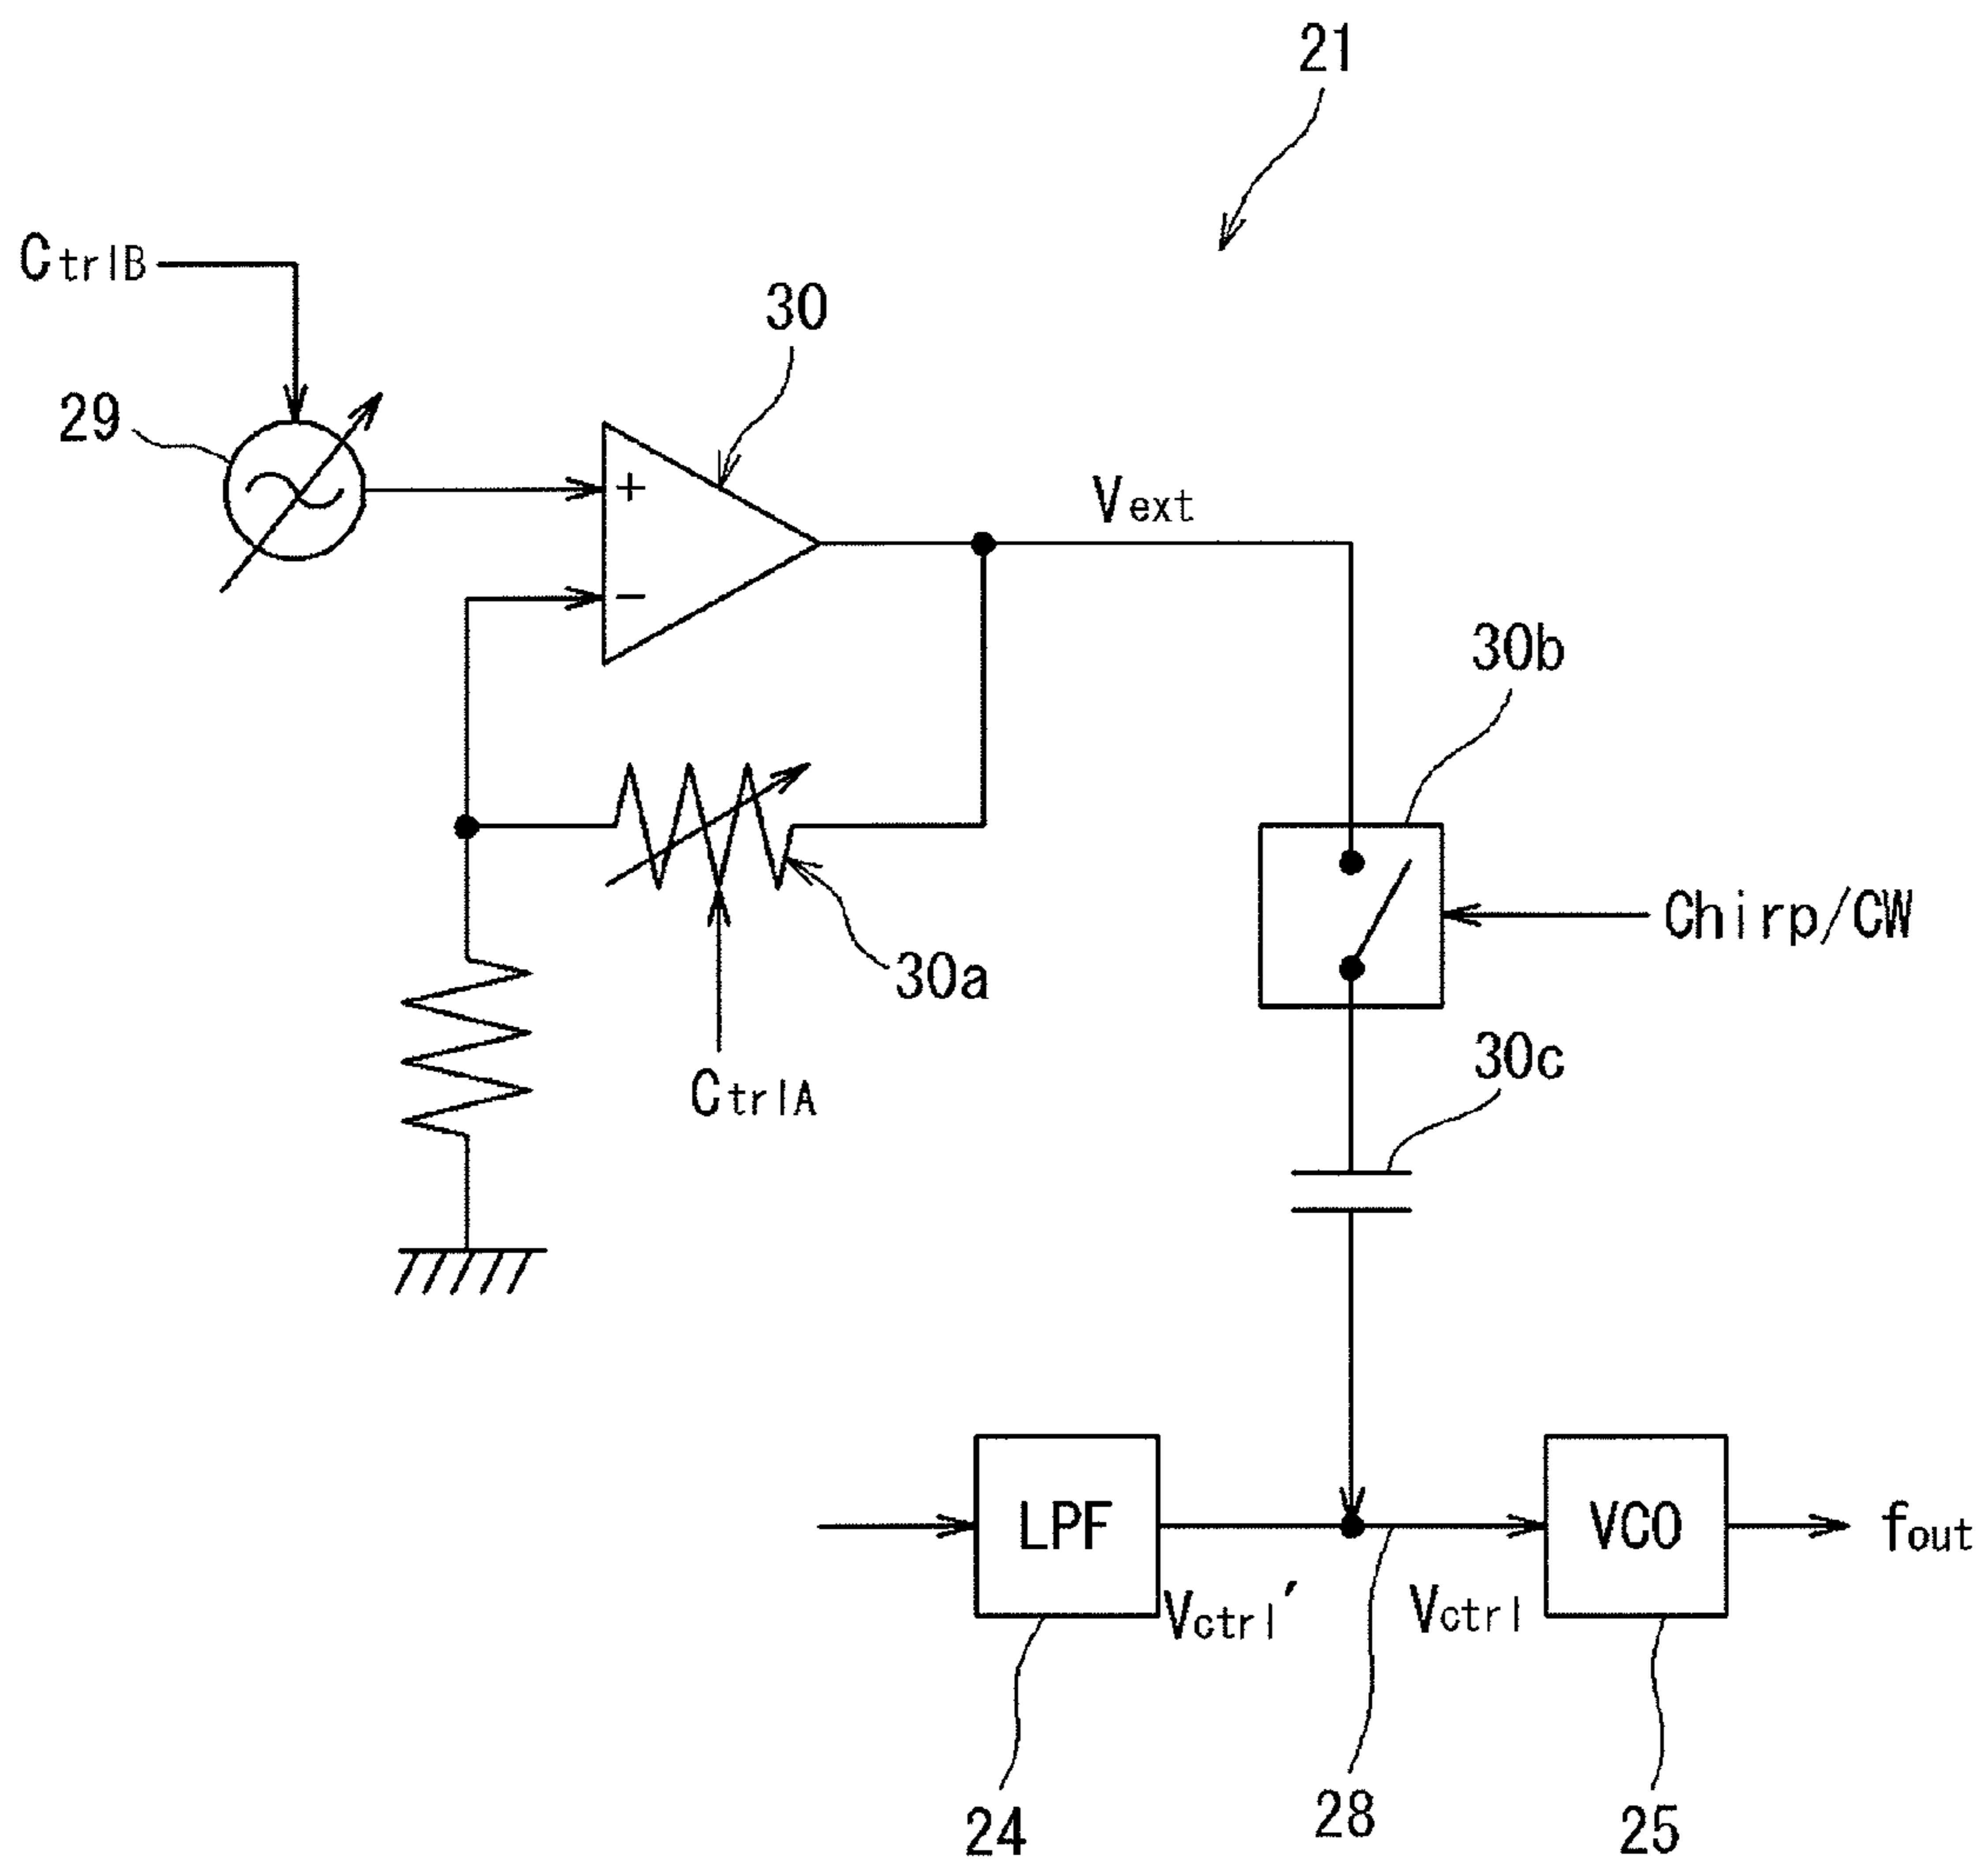 21
CtrlB
30
29
+
Vext
−
30b
Chirp/CW
30a
30c
CtrlA
LPF
VCO
fout
Vctrl′
Vctrl
24
28
25